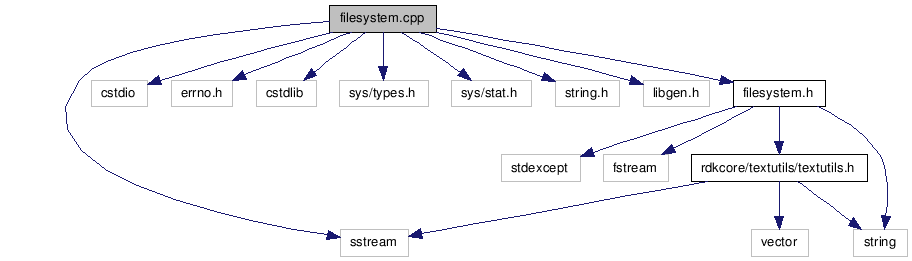 filesystem.cpp
cstdio
errno.h
cstdlib
sys/types.h
sys/stat.h
string.h
libgen.h
filesystem.h
stdexcept
fstream
rdkcore/textutils/textutils.h
sstream
vector
string